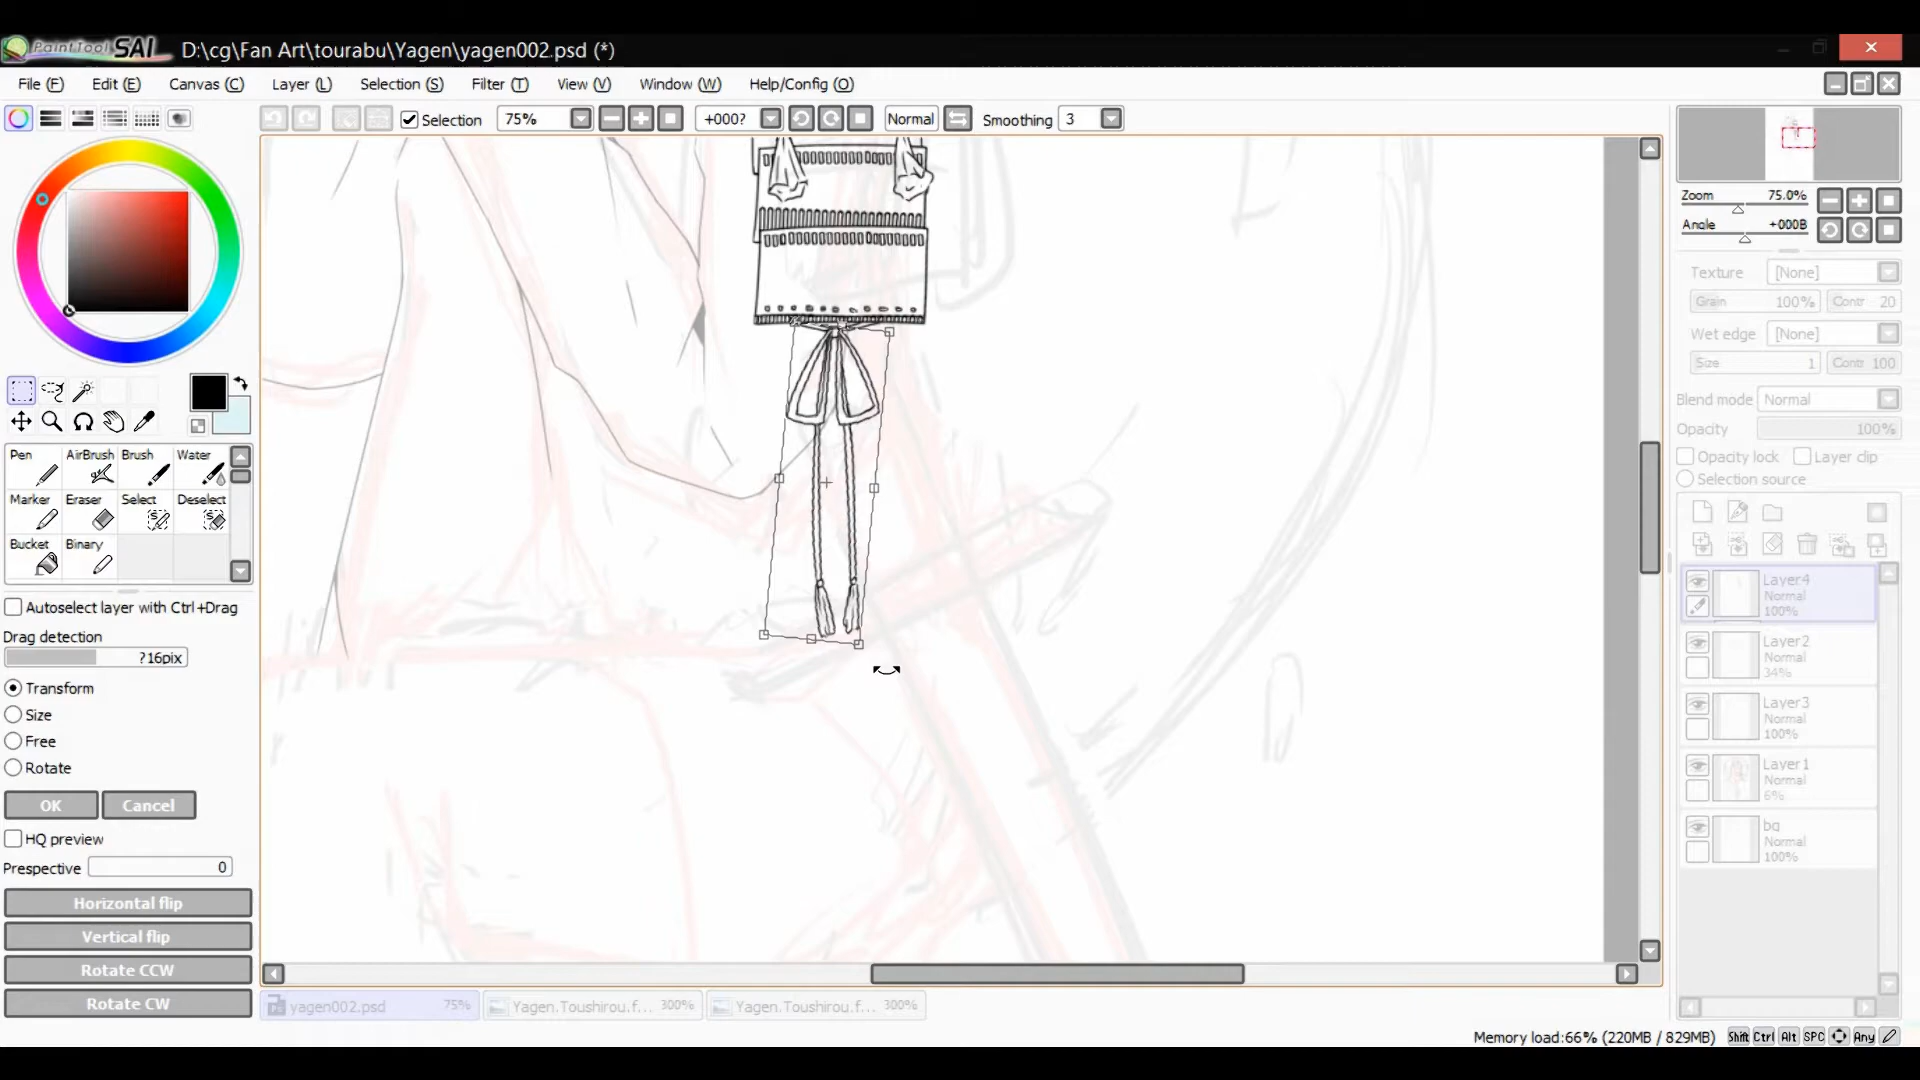 PaintTool SAI D:\cg\Fan Art\tourabu\Yagen\yagen002.psd (*)
File (F) Edit (E) Canvas (C) Layer (L) Selection (S) Filter (T) View (V) Window (W) Help/Config (O)
Selection 75% +000? Normal Smoothing 3
Zoom 75.0%
Angle +000B
Texture [None]
Grain 100% Contr 20
Wet edge [None]
Size 1 Contr 100
Blend mode Normal
Opacity 100%
Opacity lock Layer clip
Selection source
Pen AirBrush Brush Water
Marker Eraser Select Deselect
Bucket Binary
Autoselect layer with Ctrl+Drag
Drag detection
?16pix
Transform
Size
Free
Rotate
OK Cancel
HQ preview
Prespective 0
Horizontal flip
Vertical flip
Rotate CCW
Rotate CW
Layer4
Normal
100%
Layer2
Normal
34%
Layer3
Normal
100%
Layer1
Normal
6%
bg
Normal
100%
yagen002.psd 75% Yagen.Toushirou.f... 300% Yagen.Toushirou.f... 300%
Memory load:66% (220MB / 829MB) Shift Ctrl Alt SPC Any